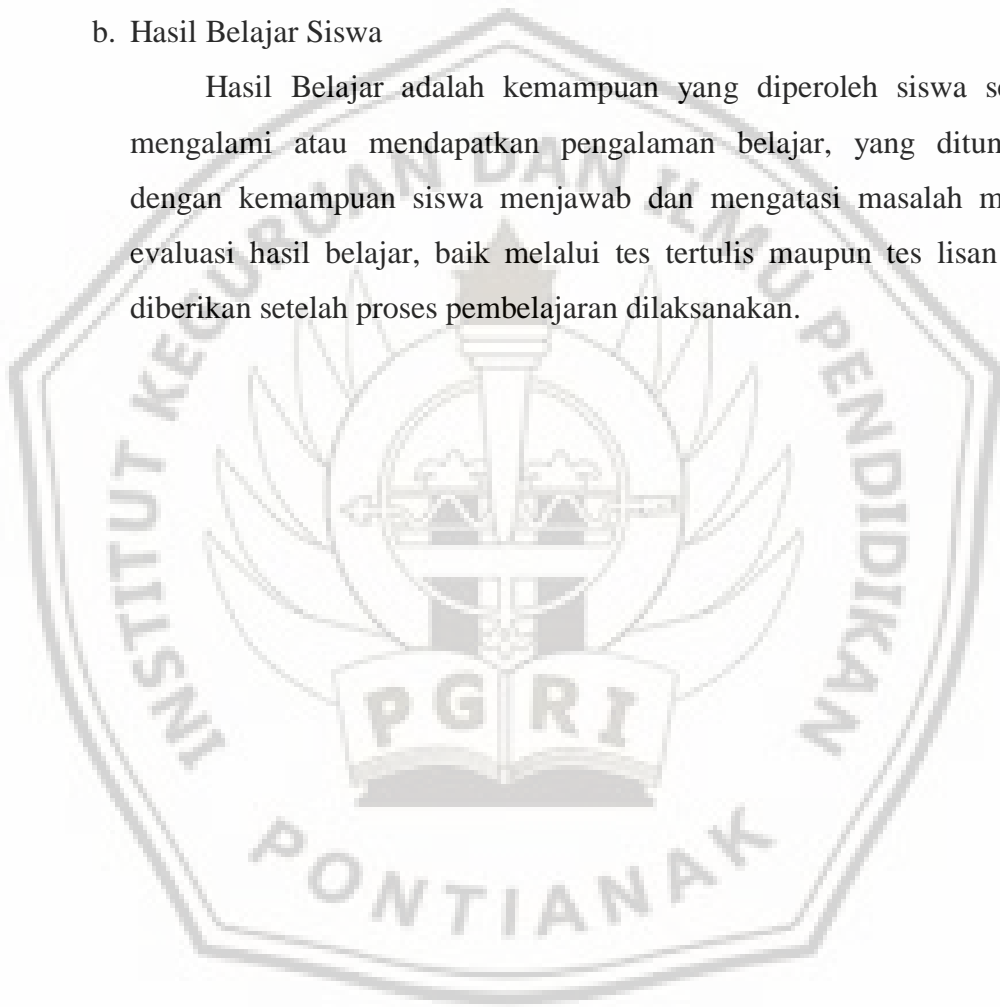 b. Hasil Belajar Siswa
Hasil Belajar adalah kemampuan yang diperoleh siswa
mengalami atau mendapatkan pengalaman belajar, yang
dengan kemampuan siswa menjawab dan mengatasi masalah
evaluasi hasil belajar, baik melalui tes tertulis maupun tes lisan
diberikan setelah proses pembelajaran dilaksanakan.
INSTITUT KEGURUAN DAN ILMU PENDIDIKAN
PGRI
PONTIANAK